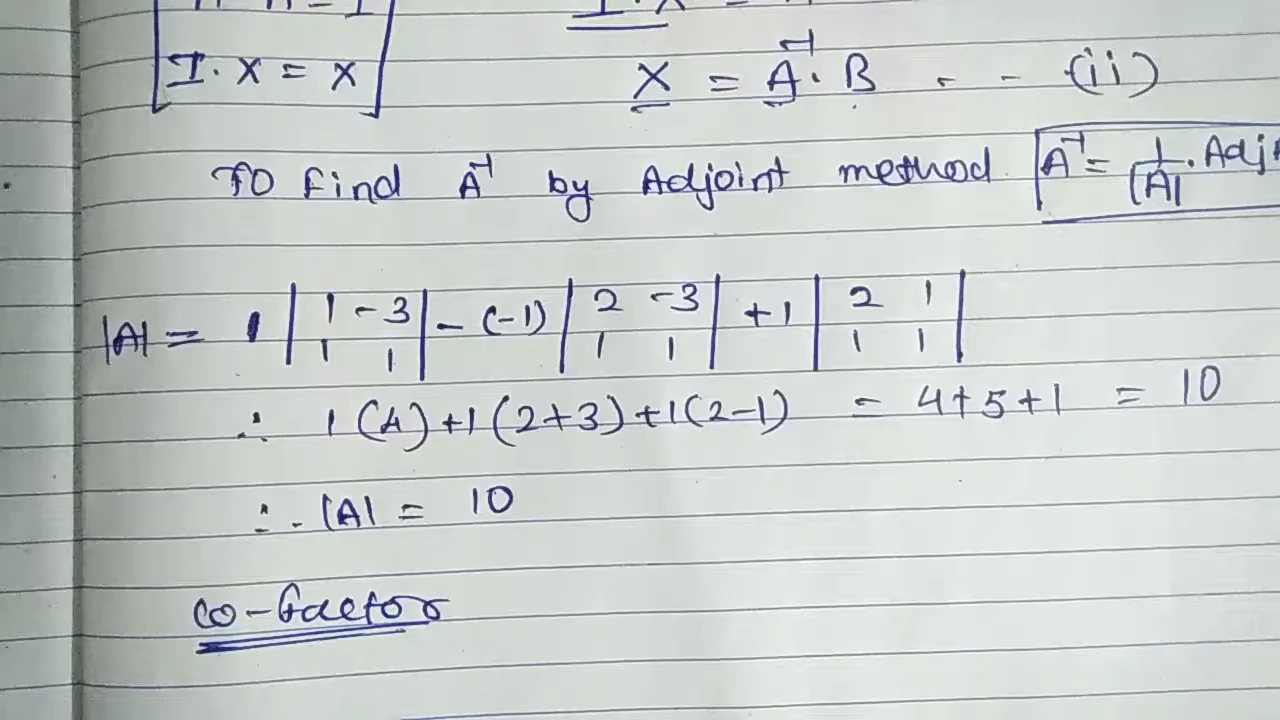 I. X = X
X = A⁻¹. B - - (ii)
To Find A⁻¹ by Adjoint method A⁻¹ = 1/|A| . Adj
|A| = 1 | 1 -3 | - (-1) | 2 -3 | +1 | 2 1 |
| 1 1 | | 1 1 | | 1 1 |
∴ 1(4)+1(2+3)+1(2-1) = 4+5+1 = 10
∴ |A| = 10
co-factor